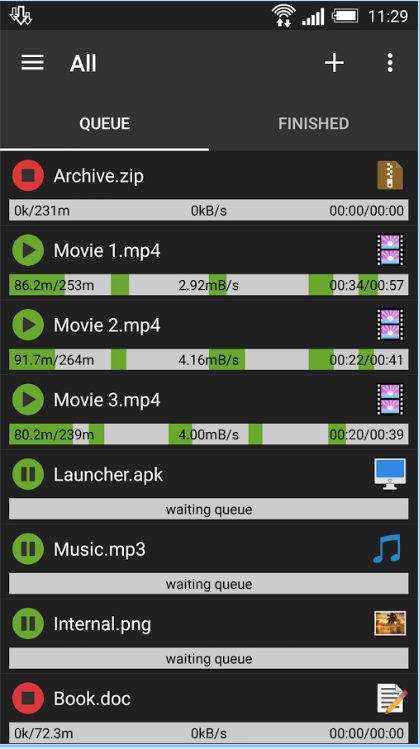 11:29
All
QUEUE FINISHED
Archive.zip
0k/231m 0kB/s 00:00/00:00
Movie 1.mp4
86.2m/253m 2.92mB/s 00:34/00:57
Movie 2.mp4
91.7m/264m 4.16mB/s 00:22/00:41
Movie 3.mp4
80.2m/239m 4.00mB/s 00:20/00:39
Launcher.apk
waiting queue
Music.mp3
waiting queue
Internal.png
waiting queue
Book.doc
0k/72.3m 0kB/s 00:00/00:00